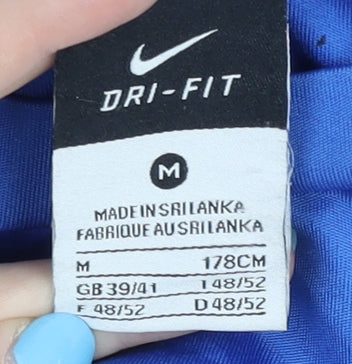 DRI-FIT
M
MADE IN SRI LANKA
FABRIQUE AU SRI LANKA
M 178CM
GB 39/41 I 48/52
F 48/52 D 48/52